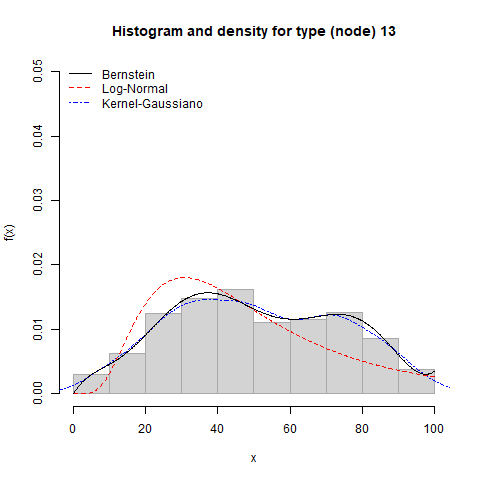 Histogram and density for type (node) 13
Bernstein
Log-Normal
Kernel-Gaussiano
f(x)
0.05
0.04
0.03
0.02
0.01
0.00
0 20 40 60 80 100
x